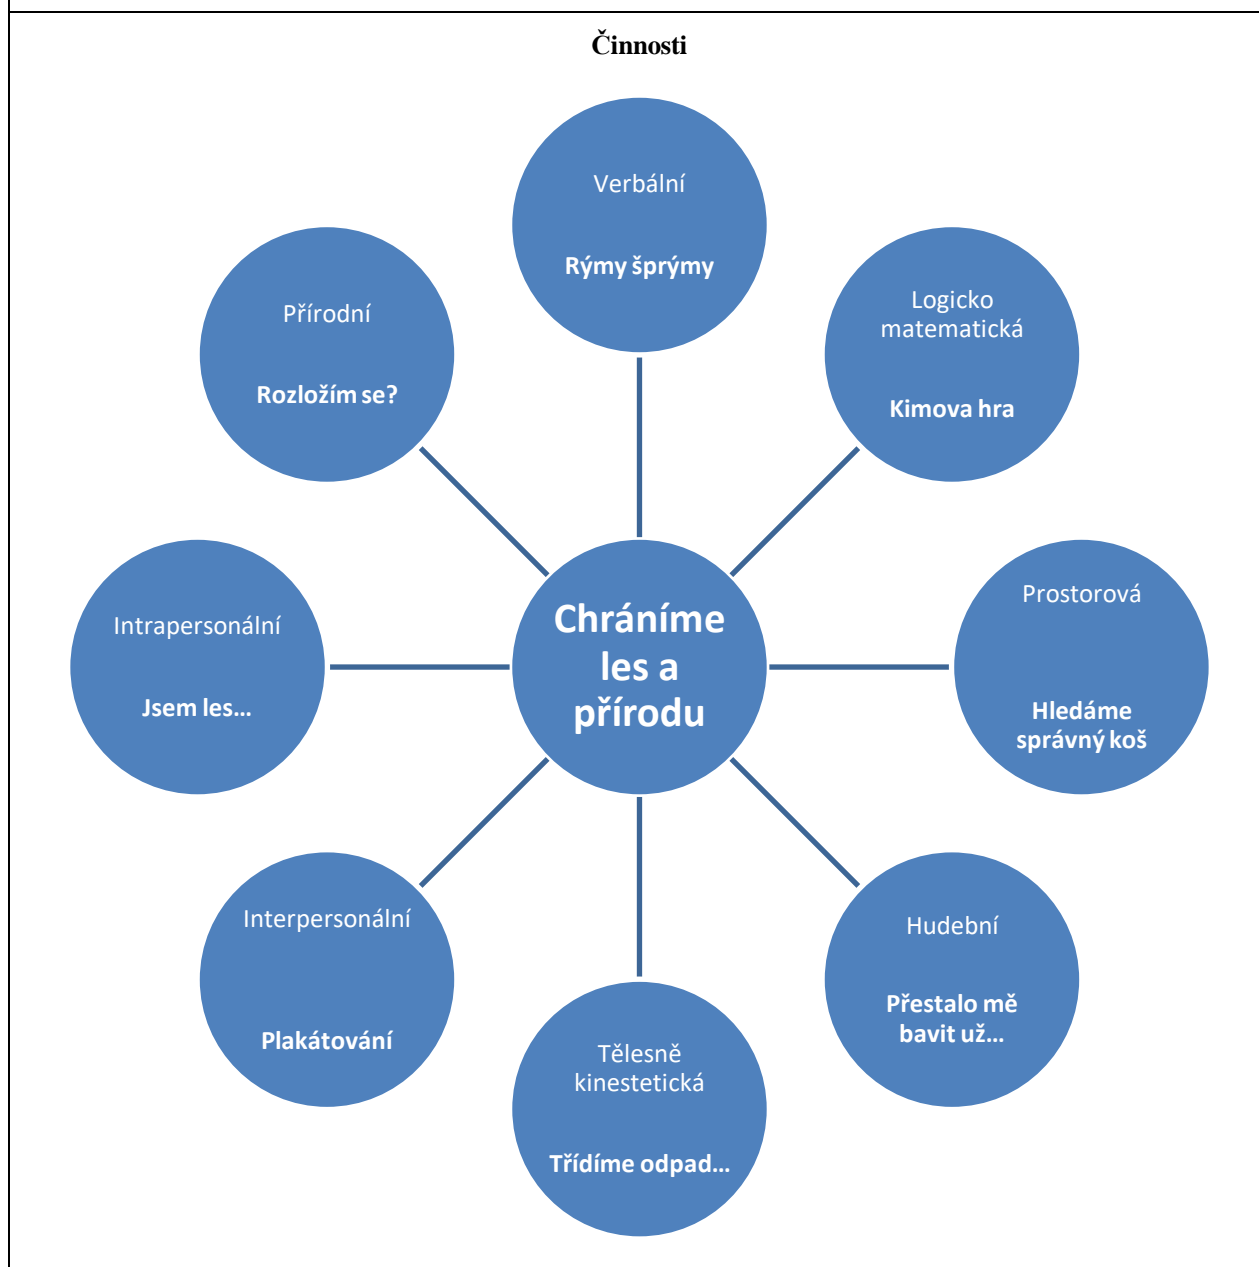 Činnosti
Verbální
Rýmy šprýmy
Logicko
matematická
Kimova hra
Prostorová
Hledáme
správný koš
Hudební
Přestalo mě
bavit už...
Tělesně
kinestetická
Třídíme odpad...
Interpersonální
Plakátování
Intrapersonální
Jsem les...
Přírodní
Rozložím se?
Chráníme
les a
přírodu